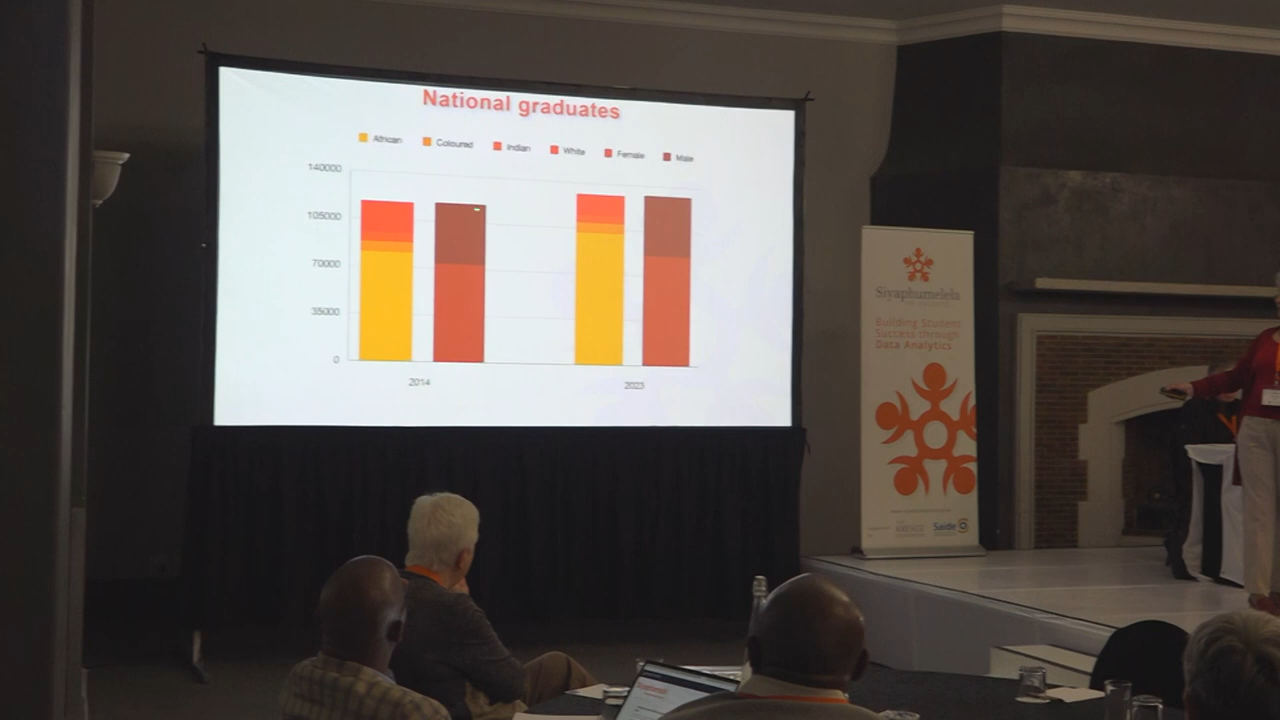 National graduates
African Coloured Indian White Female Male
140000
105000
70000
35000
0
2014 2023
Siyaphumelela
Building Student
Success through
Data Analytics
Saide